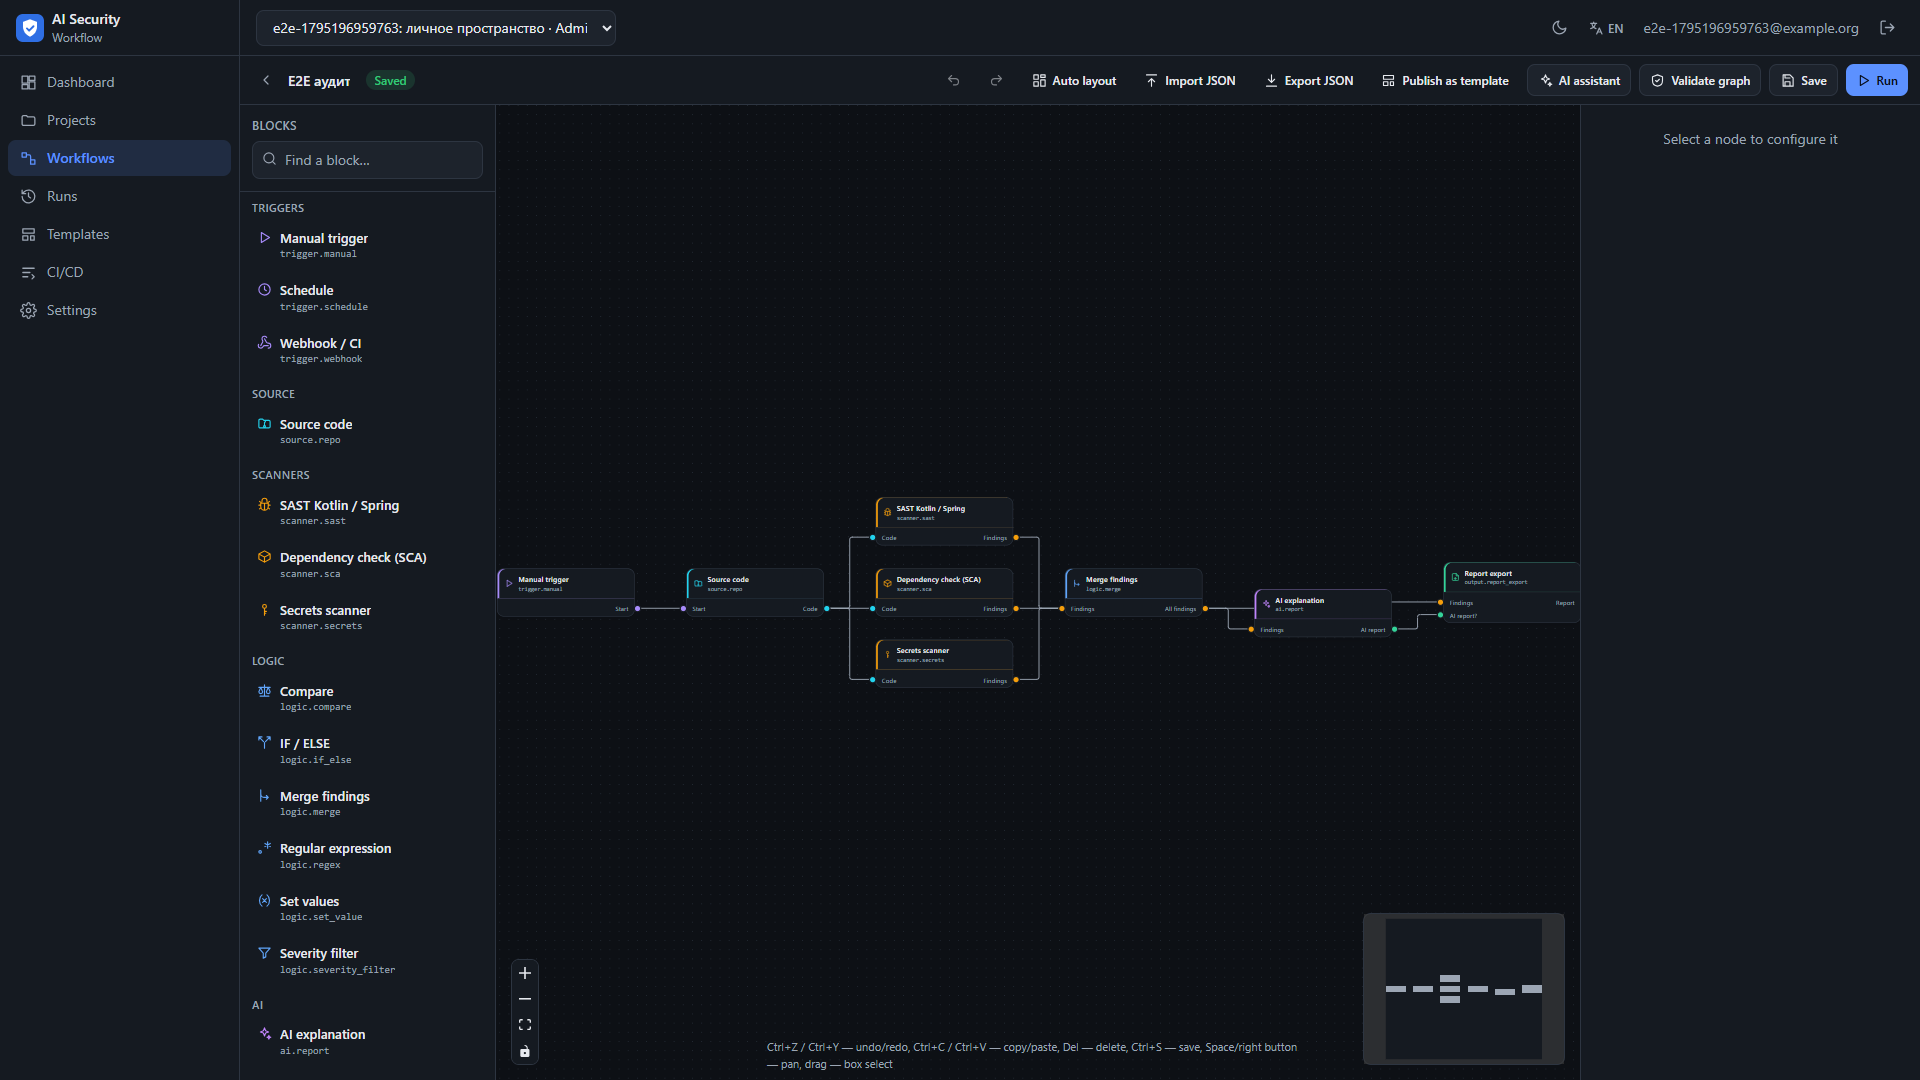 AI Security
Workflow
e2e-1795196959763: личное пространство · Admi
EN
e2e-1795196959763@example.org
Dashboard
Projects
Workflows
Runs
Templates
CI/CD
Settings
E2E аудит
Saved
Auto layout
Import JSON
Export JSON
Publish as template
AI assistant
Validate graph
Save
Run
BLOCKS
Find a block...
TRIGGERS
Manual trigger
trigger.manual
Schedule
trigger.schedule
Webhook / CI
trigger.webhook
SOURCE
Source code
source.repo
SCANNERS
SAST Kotlin / Spring
scanner.sast
Dependency check (SCA)
scanner.sca
Secrets scanner
scanner.secrets
LOGIC
Compare
logic.compare
IF / ELSE
logic.if_else
Merge findings
logic.merge
Regular expression
logic.regex
Set values
logic.set_value
Severity filter
logic.severity_filter
AI
AI explanation
ai.report
Manual trigger
trigger.manual
Start
Source code
source.repo
Start
Code
SAST Kotlin / Spring
scanner.sast
Code
Findings
Dependency check (SCA)
scanner.sca
Code
Findings
Secrets scanner
scanner.secrets
Code
Findings
Merge findings
logic.merge
Findings
All findings
AI explanation
ai.report
Findings
AI report
Report export
output.report_export
Findings
Report
AI report?
Ctrl+Z / Ctrl+Y — undo/redo, Ctrl+C / Ctrl+V — copy/paste, Del — delete, Ctrl+S — save, Space/right button
— pan, drag — box select
Select a node to configure it